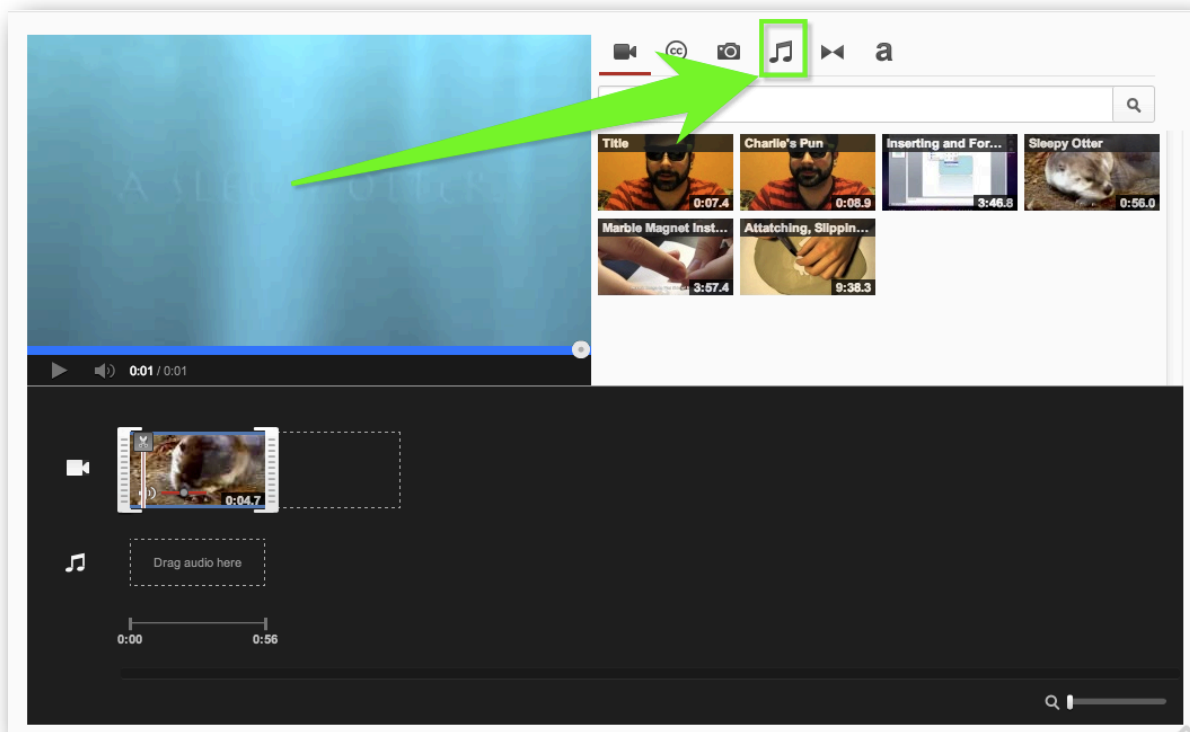 cc
a
Title
0:07.4
Charlie's Pun
0:08.9
Inserting and For...
3:46.8
Sleepy Otter
0:56.0
Marble Magnet Inst...
3:57.4
Attatching, Slippin...
9:38.3
0:01 / 0:01
0:04.7
Drag audio here
0:00
0:56